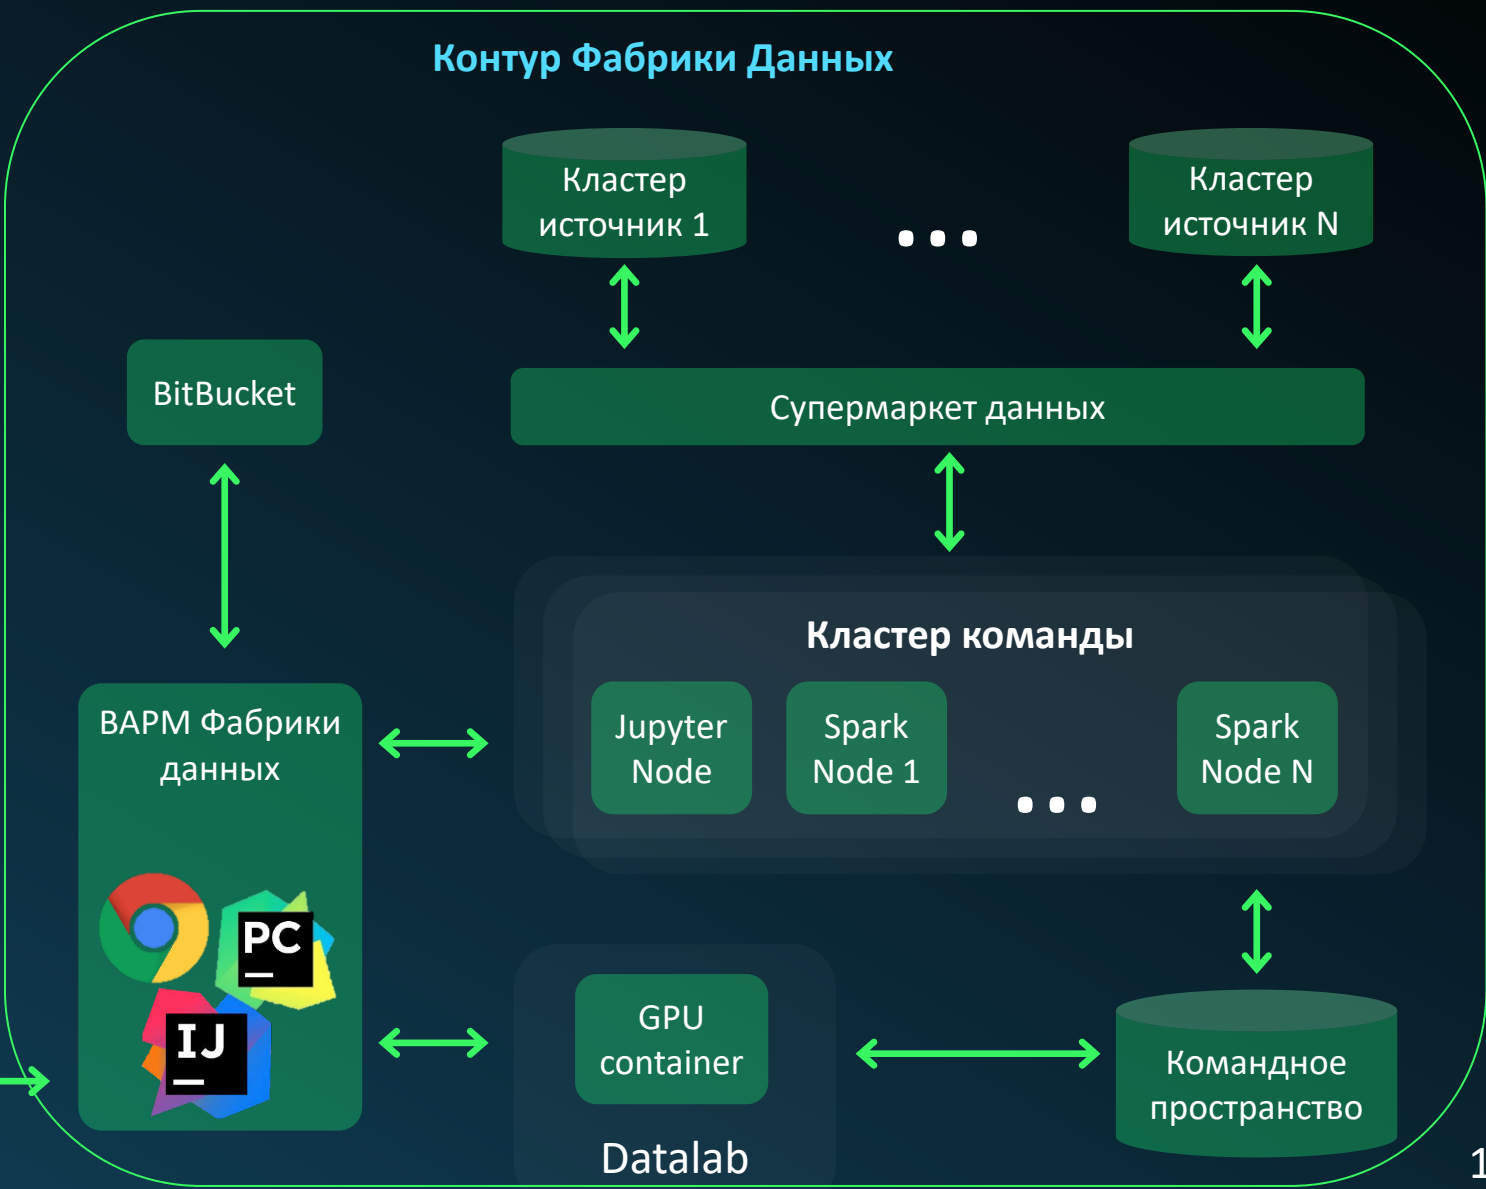 Контур Фабрики Данных
Кластер
источник 1
...
Кластер
источник N
BitBucket
Супермаркет данных
Кластер команды
ВАРМ Фабрики
данных
Jupyter
Node
Spark
Node 1
...
Spark
Node N
PC
IJ
GPU
container
Datalab
Командное
пространство
1